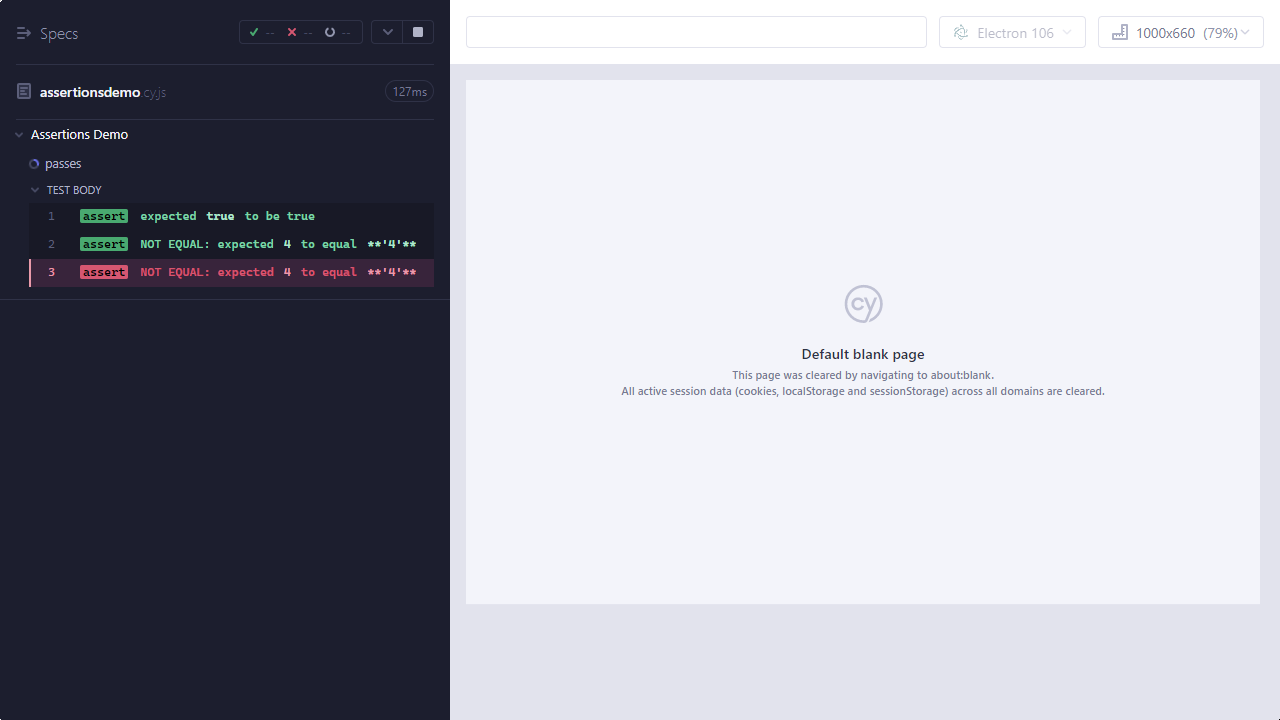 Specs
-- -- --
Electron 106
1000x660 (79%)
assertionsdemo.cy.js
127ms
Assertions Demo
passes
TEST BODY
1 assert expected true to be true
2 assert NOT EQUAL: expected 4 to equal **'4'**
3 assert NOT EQUAL: expected 4 to equal **'4'**
cy
Default blank page
This page was cleared by navigating to about:blank.
All active session data (cookies, localStorage and sessionStorage) across all domains are cleared.